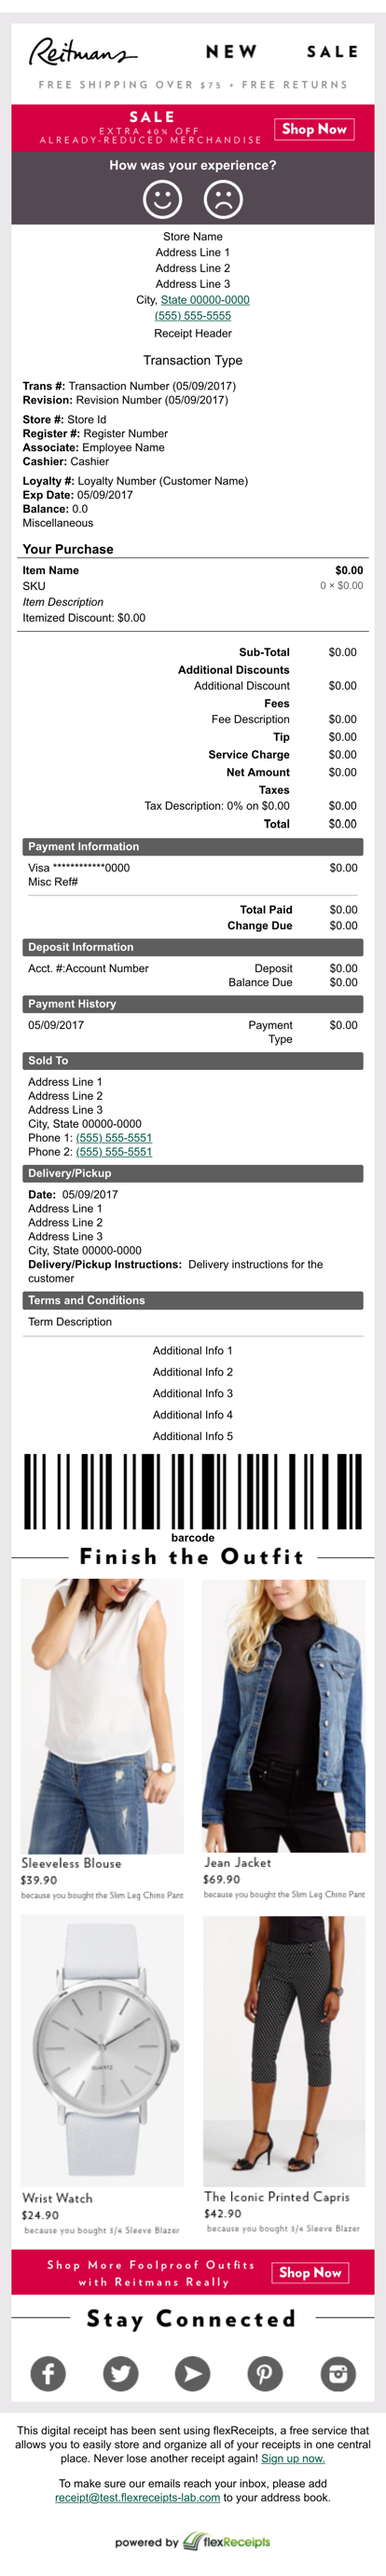 Reitmans
NEW SALE
FREE SHIPPING OVER $75 + FREE RETURNS
SALE
EXTRA 40% OFF
ALREADY-REDUCED MERCHANDISE
Shop Now
How was your experience?
Store Name
Address Line 1
Address Line 2
Address Line 3
City, State 00000-0000
(555) 555-5555
Receipt Header
Transaction Type
Trans #: Transaction Number (05/09/2017)
Revision: Revision Number (05/09/2017)
Store #: Store Id
Register #: Register Number
Associate: Employee Name
Cashier: Cashier
Loyalty #: Loyalty Number (Customer Name)
Exp Date: 05/09/2017
Balance: 0.0
Miscellaneous
Your Purchase
Item Name $0.00
SKU 0 × $0.00
Item Description
Itemized Discount: $0.00
Sub-Total $0.00
Additional Discounts
Additional Discount $0.00
Fees
Fee Description $0.00
Tip $0.00
Service Charge $0.00
Net Amount $0.00
Taxes
Tax Description: 0% on $0.00 $0.00
Total $0.00
Payment Information
Visa ************0000 $0.00
Misc Ref#
Total Paid $0.00
Change Due $0.00
Deposit Information
Acct. #:Account Number Deposit $0.00
Balance Due $0.00
Payment History
05/09/2017 Payment $0.00
Type
Sold To
Address Line 1
Address Line 2
Address Line 3
City, State 00000-0000
Phone 1: (555) 555-5551
Phone 2: (555) 555-5551
Delivery/Pickup
Date: 05/09/2017
Address Line 1
Address Line 2
Address Line 3
City, State 00000-0000
Delivery/Pickup Instructions: Delivery instructions for the
customer
Terms and Conditions
Term Description
Additional Info 1
Additional Info 2
Additional Info 3
Additional Info 4
Additional Info 5
barcode
Finish the Outfit
Sleeveless Blouse
$39.90
because you bought the Slim Leg Chino Pant
Jean Jacket
$69.90
because you bought the Slim Leg Chino Pant
QUARTZ
Wrist Watch
$24.90
because you bought 3/4 Sleeve Blazer
The Iconic Printed Capris
$42.90
because you bought 3/4 Sleeve Blazer
Shop More Foolproof Outfits
with Reitmans Really
Shop Now
Stay Connected
This digital receipt has been sent using flexReceipts, a free service that
allows you to easily store and organize all of your receipts in one central
place. Never lose another receipt again! Sign up now.
To make sure our emails reach your inbox, please add
receipt@test.flexreceipts-lab.com to your address book.
powered by flexReceipts